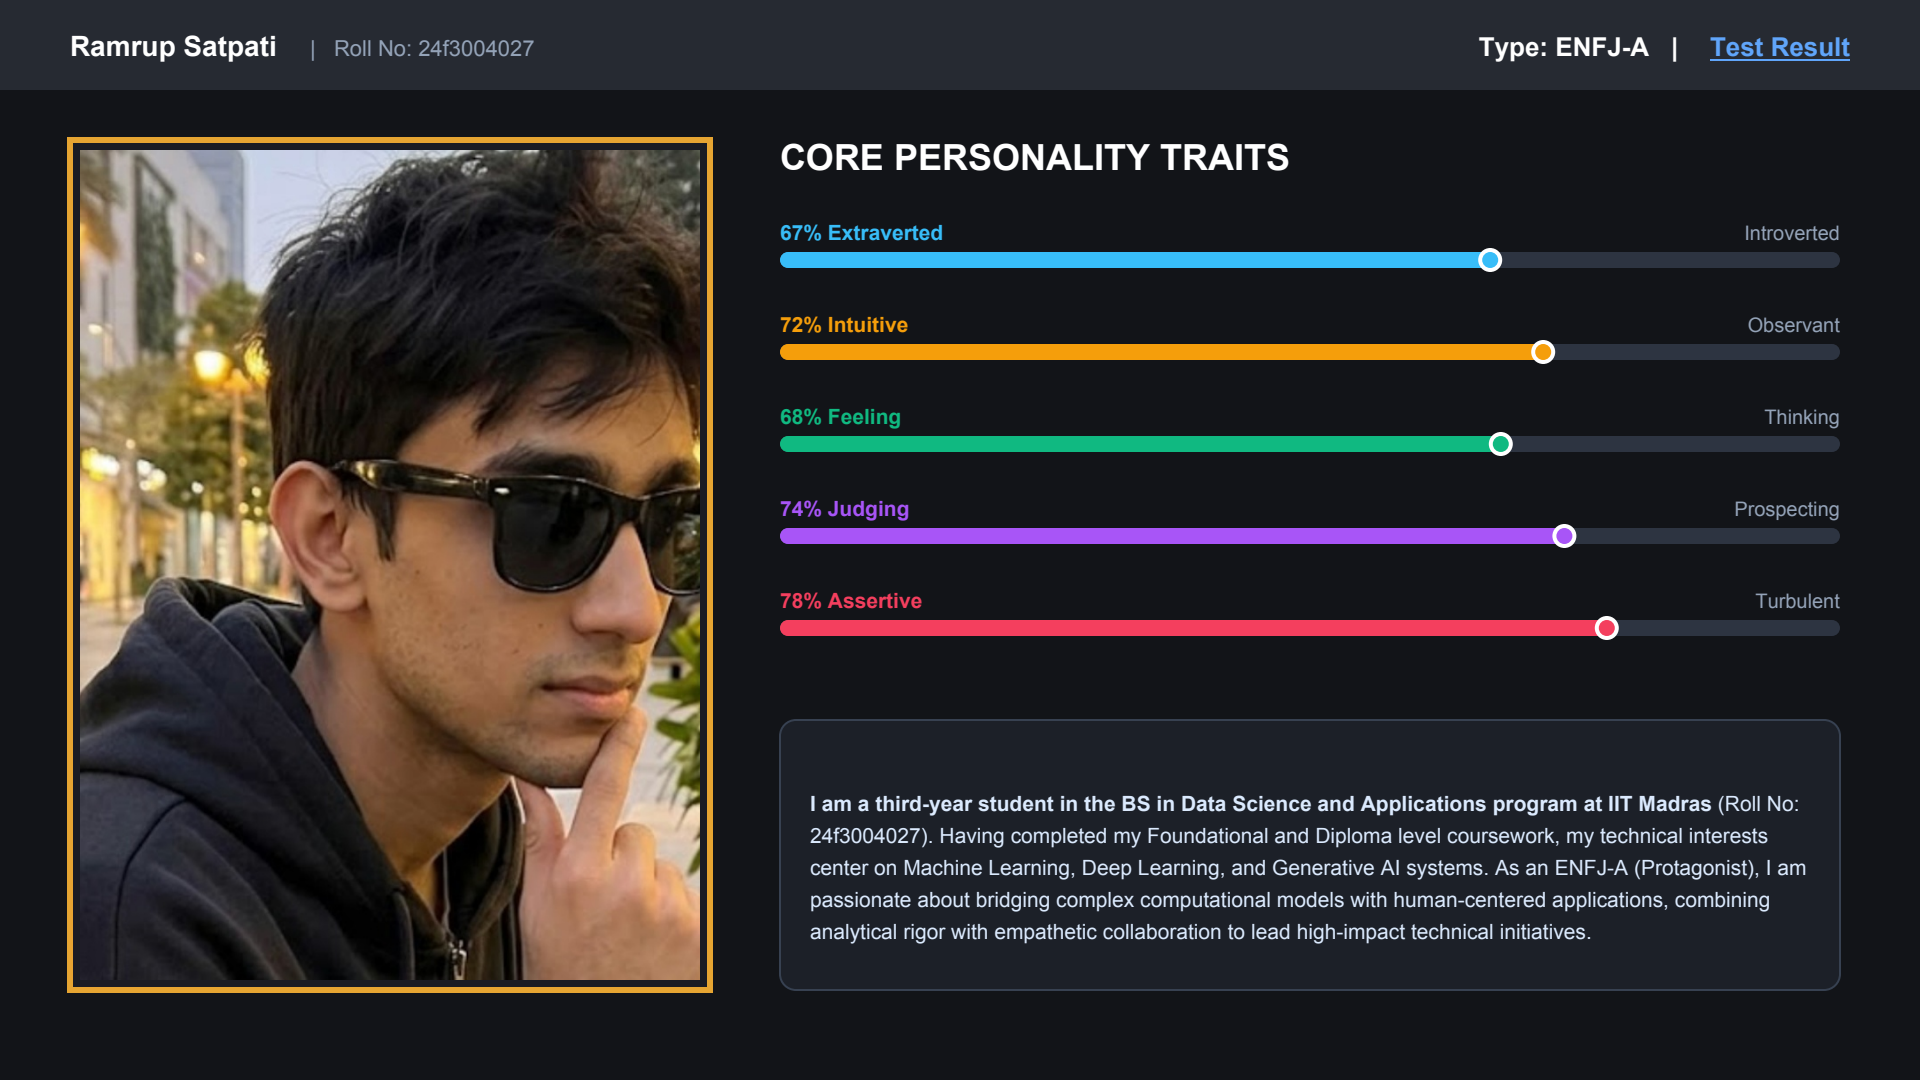 Ramrup Satpati | Roll No: 24f3004027
Type: ENFJ-A | Test Result
CORE PERSONALITY TRAITS
67% Extraverted Introverted
72% Intuitive Observant
68% Feeling Thinking
74% Judging Prospecting
78% Assertive Turbulent
I am a third-year student in the BS in Data Science and Applications program at IIT Madras (Roll No:
24f3004027). Having completed my Foundational and Diploma level coursework, my technical interests
center on Machine Learning, Deep Learning, and Generative AI systems. As an ENFJ-A (Protagonist), I am
passionate about bridging complex computational models with human-centered applications, combining
analytical rigor with empathetic collaboration to lead high-impact technical initiatives.